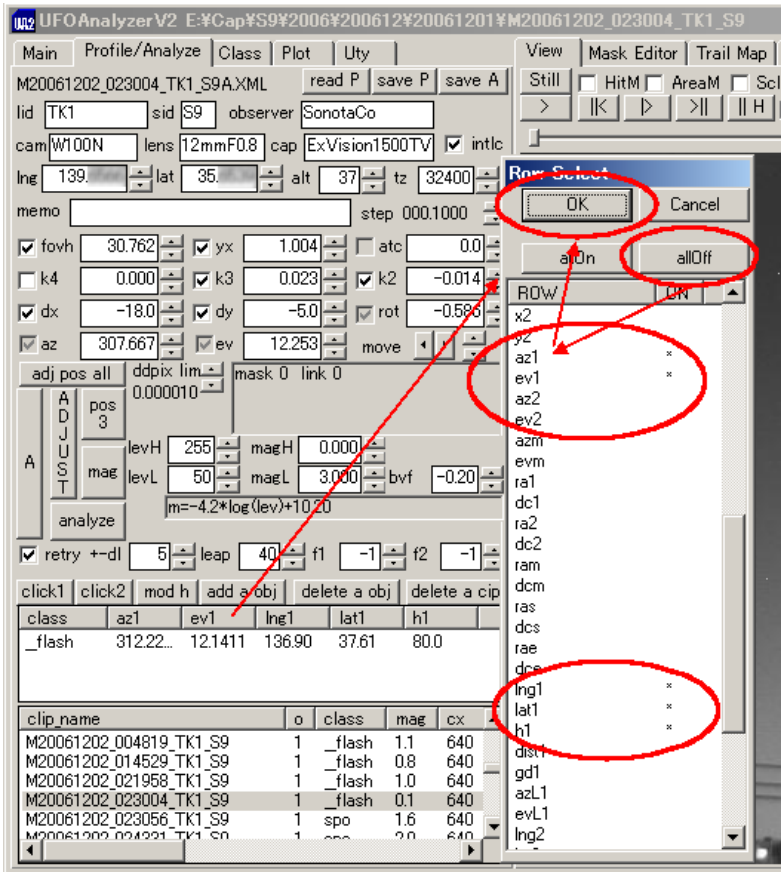 UA2 UFOAnalyzerV2 E:¥Cap¥S9¥2006¥200612¥20061201¥M20061202_023004_TK1_S9
Main Profile/Analyze Class Plot Uty View Mask Editor Trail Map
M20061202_023004_TK1_S9A.XML read P save P save A Still HitM AreaM Scl
> |K |> >|| || H
lid TK1 sid S9 observer SonotaCo
cam W100N lens 12mmF0.8 cap ExVision1500TV intlc
lng 139. lat 35. alt 37 tz 32400
memo step 000.1000
fovh 30.762 yx 1.004 atc 0.0
k4 0.000 k3 0.023 k2 -0.014
dx -18.0 dy -5.0 rot -0.586
az 307.667 ev 12.253 move
adj pos all ddpix lim mask 0 link 0
0.000010
A
ADJUST
pos
3
mag
analyze
levH 255 magH 0.000
levL 50 magL 3.000 bvf -0.20
m=-4.2*log(lev)+10.20
retry +-dl 5 leap 40 f1 -1 f2 -1
click1 click2 mod h add a obj delete a obj delete a cip
class az1 ev1 lng1 lat1 h1
_flash 312.22... 12.1411 136.90 37.61 80.0
clip_name o class mag cx
M20061202_004819_TK1_S9 1 _flash 1.1 640
M20061202_014529_TK1_S9 1 _flash 0.8 640
M20061202_021958_TK1_S9 1 _flash 1.0 640
M20061202_023004_TK1_S9 1 _flash 0.1 640
M20061202_023056_TK1_S9 1 spo 1.6 640
M20061202_024331_TK1_S9 1 spo 2.0 640
Row Select
OK Cancel
allOn allOff
ROW ON
x2
y2
az1 *
ev1 *
az2
ev2
azm
evm
ra1
dc1
ra2
dc2
ram
dcm
ras
dcs
rae
dce
lng1 *
lat1 *
h1 *
dist1
gd1
azL1
evL1
lng2